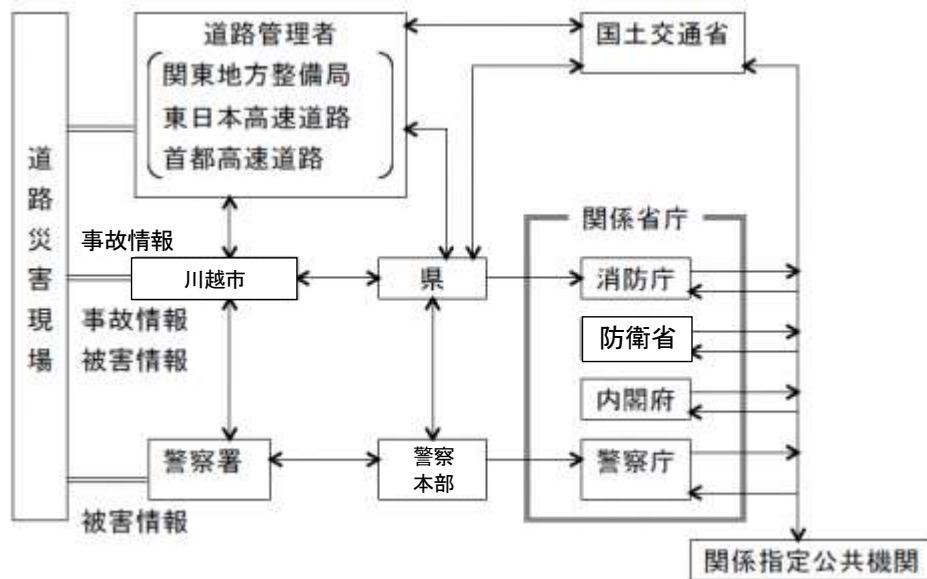 道路管理者
関東地方整備局
東日本高速道路
首都高速道路
国土交通省
道路災害現場
事故情報
川越市
県
関係省庁
消防庁
事故情報
被害情報
防衛省
内閣府
警察署
警察
本部
警察庁
被害情報
関係指定公共機関